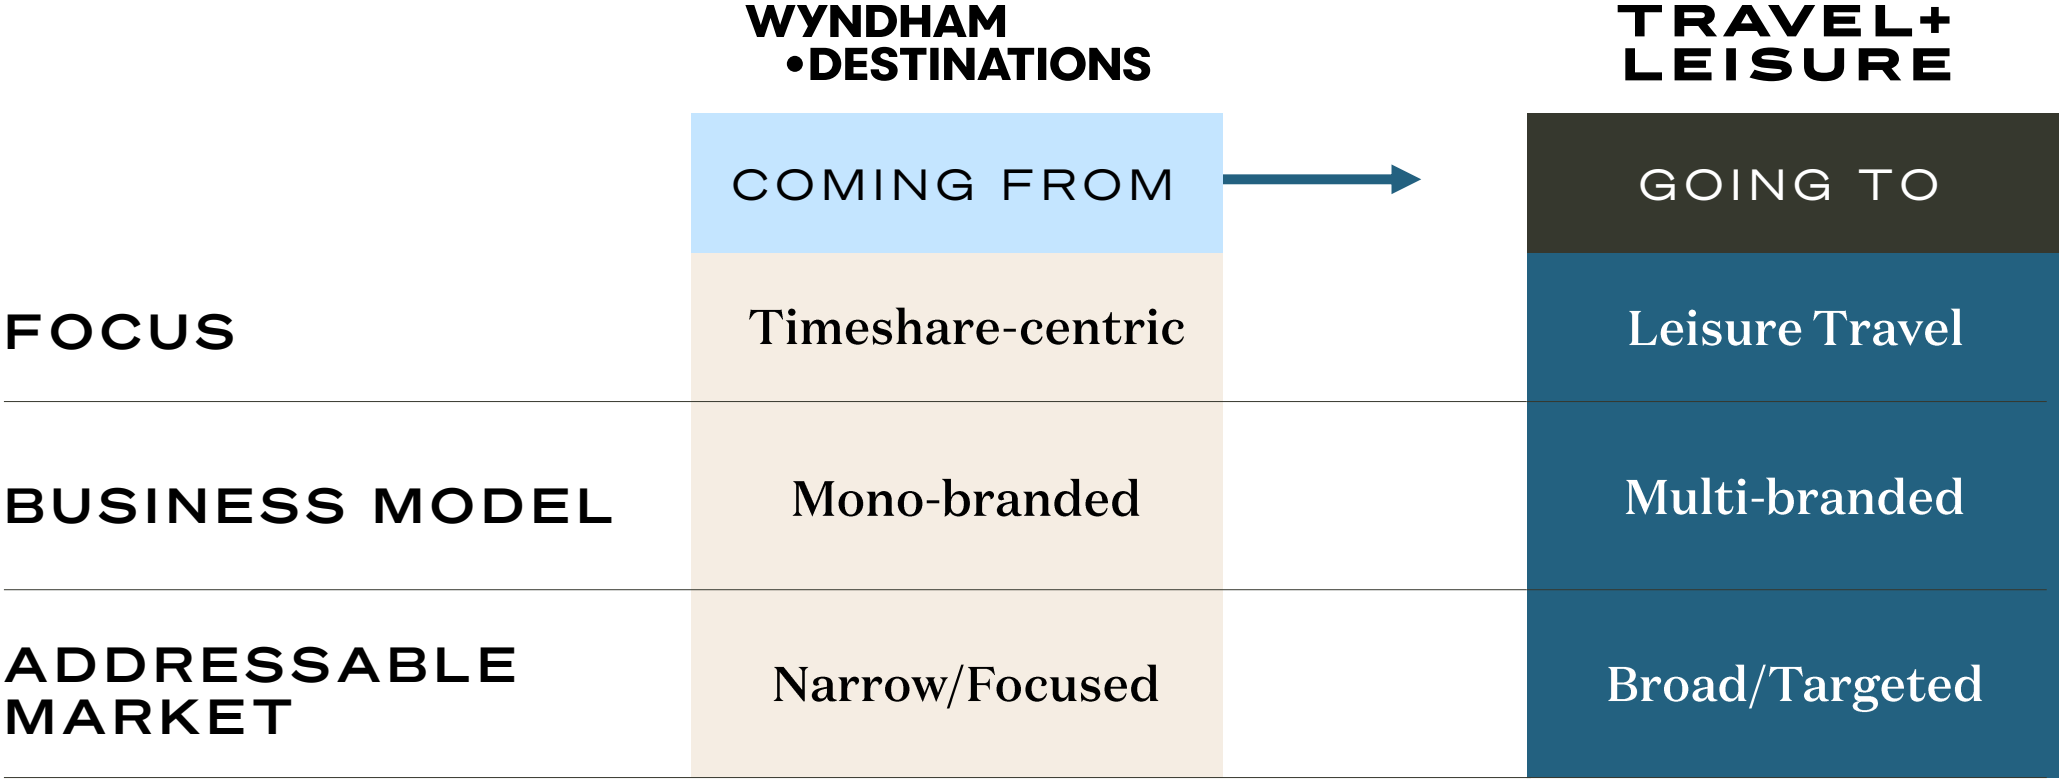 WYNDHAM
•DESTINATIONS
TRAVEL+
LEISURE
COMING FROM
GOING TO
FOCUS
Timeshare-centric
Leisure Travel
BUSINESS MODEL
Mono-branded
Multi-branded
ADDRESSABLE
MARKET
Narrow/Focused
Broad/Targeted